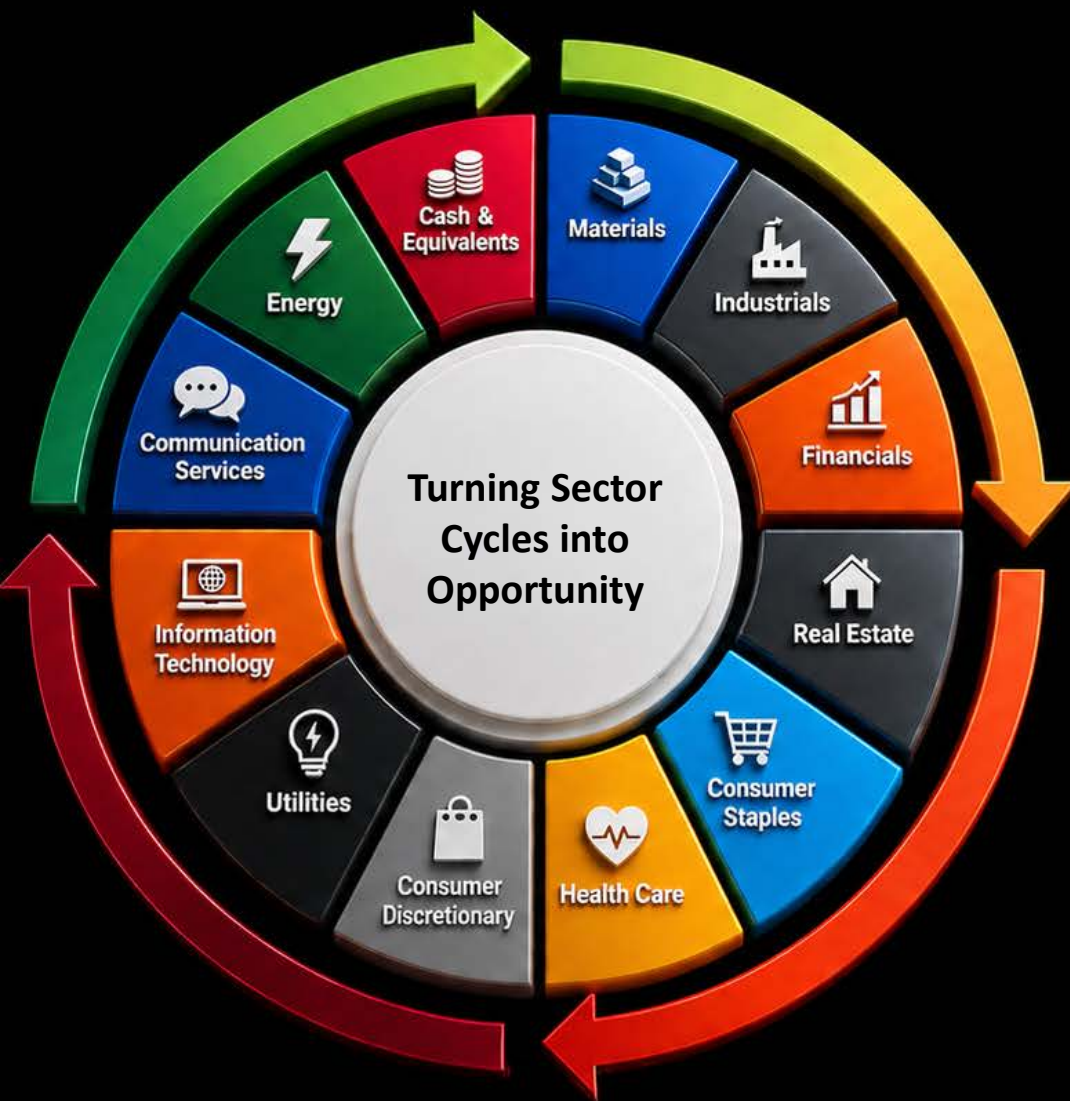 Cash &
Equivalents
Materials
Industrials
Financials
Real Estate
Consumer
Staples
Health Care
Consumer
Discretionary
Utilities
Information
Technology
Communication
Services
Energy
Turning Sector
Cycles into
Opportunity